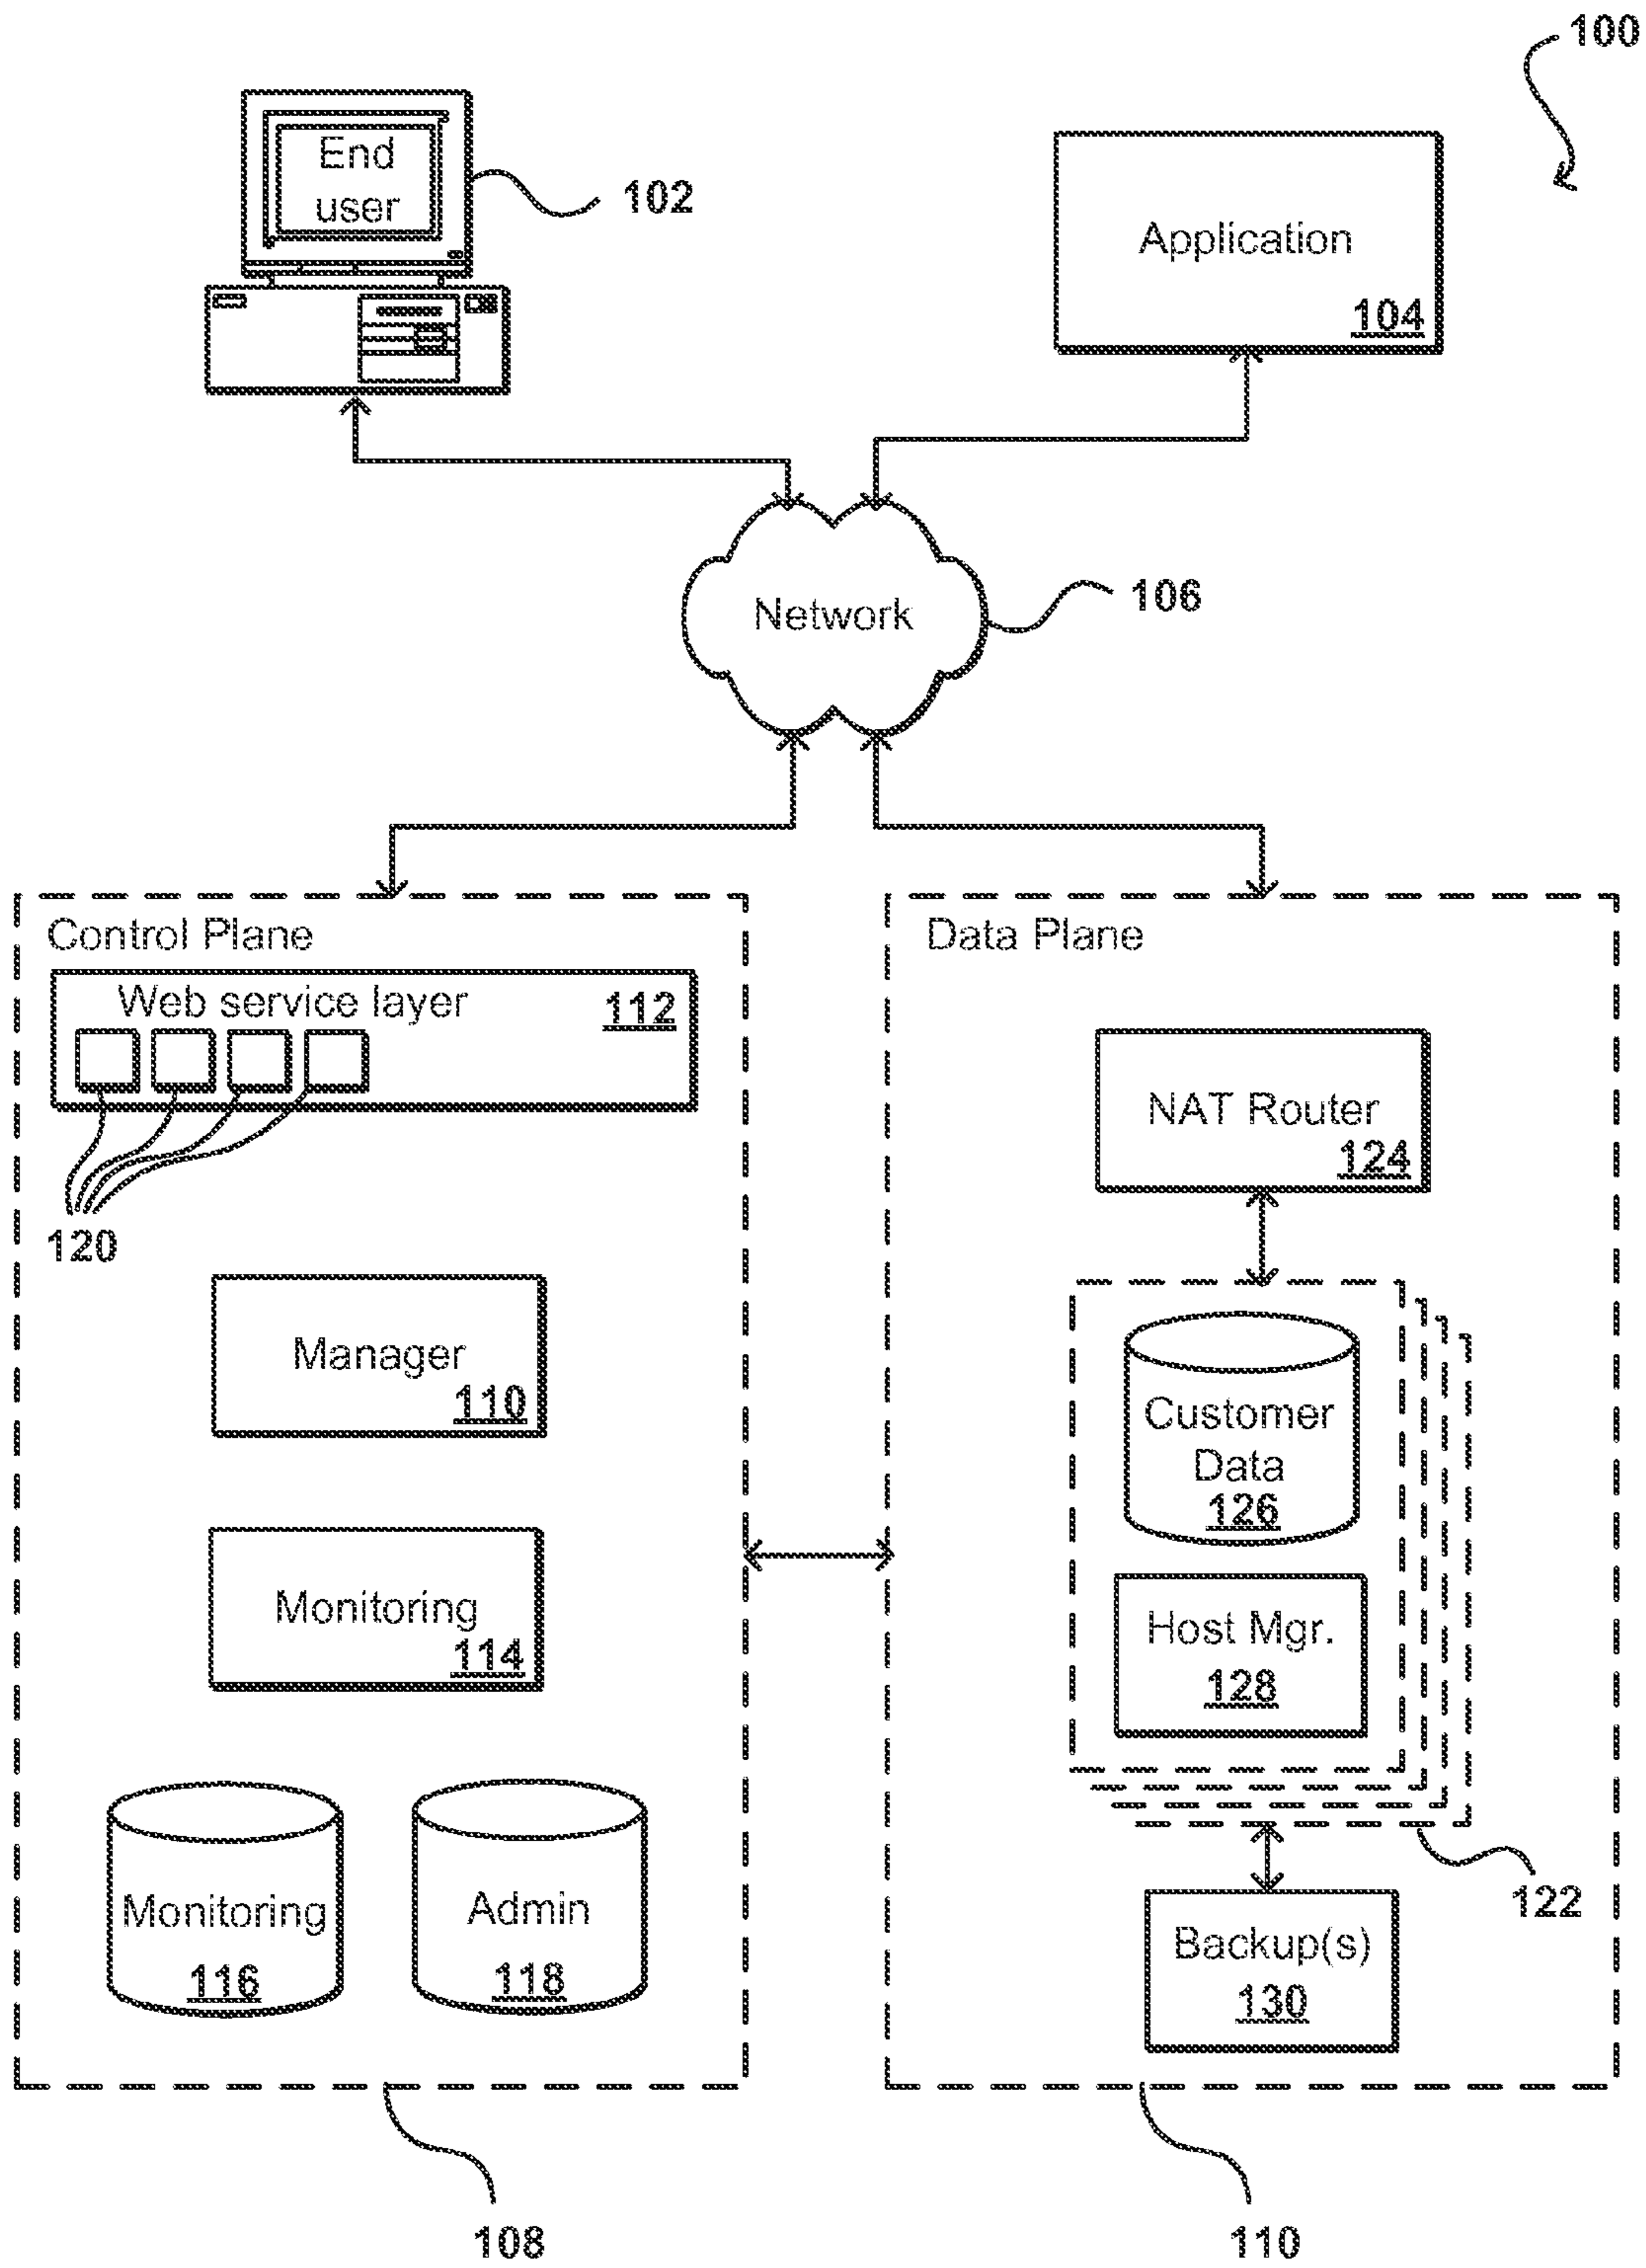 100
End
user
102
Application
104
Network
106
Control Plane
Web service layer
112
120
Manager
110
Monitoring
114
Monitoring
116
Admin
118
108
Data Plane
NAT Router
124
Customer
Data
126
Host Mgr.
128
122
Backup(s)
130
110